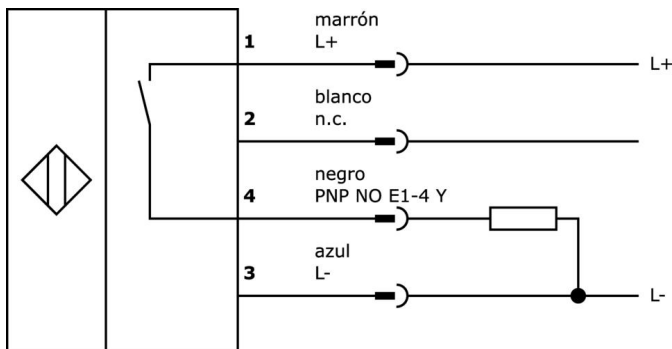 marrón
1 L+
L+
blanco
2 n.c.
negro
4 PNP NO E1-4 Y
azul
3 L-
L-